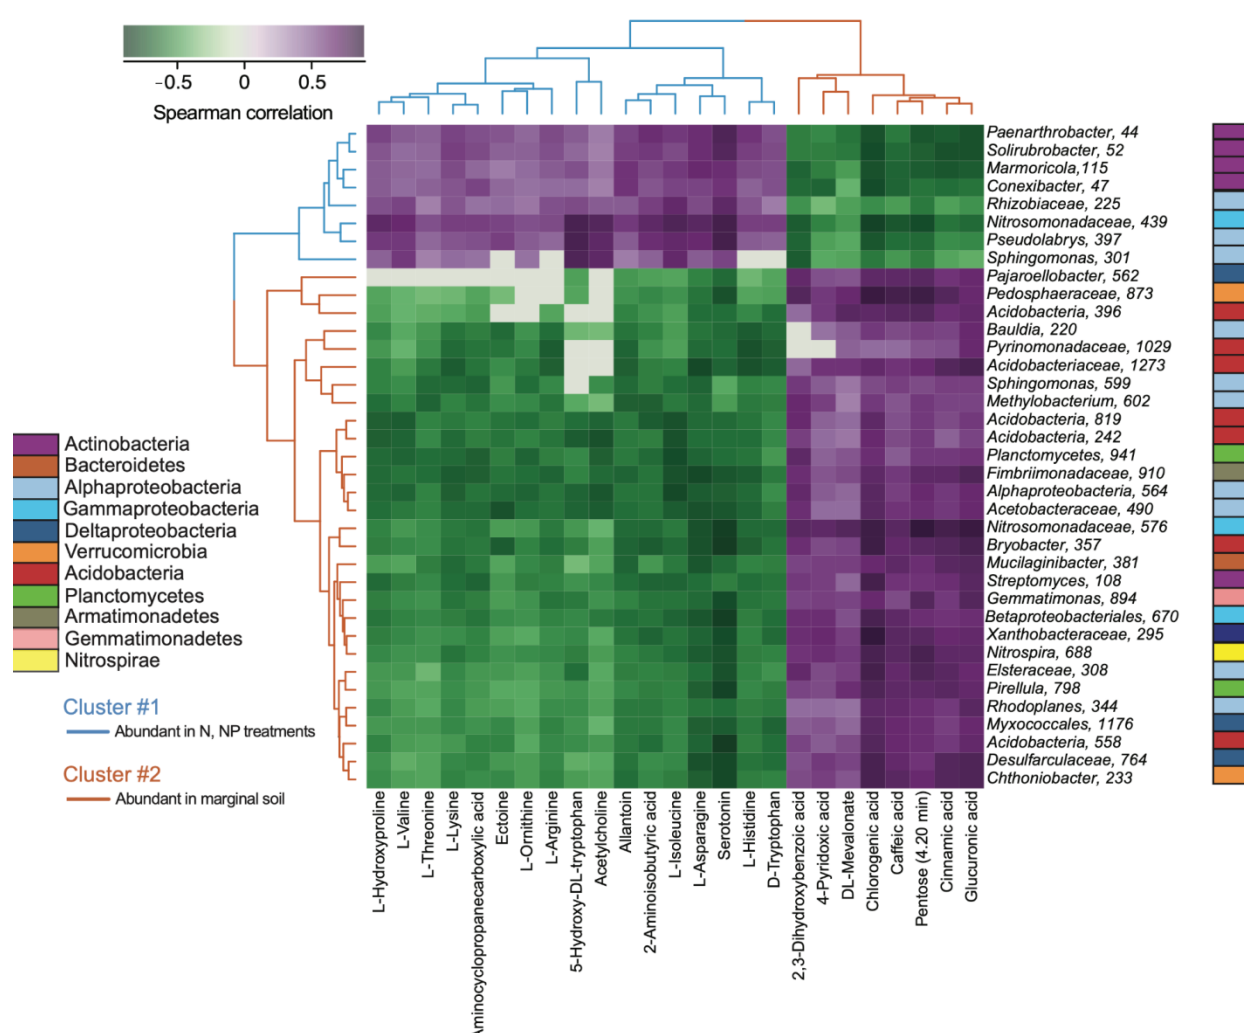 -0.5 0 0.5
Spearman correlation
Paenarthrobacter, 44
Solirubrobacter, 52
Marmoricola,115
Conexibacter, 47
Rhizobiaceae, 225
Nitrosomonadaceae, 439
Pseudolabrys, 397
Sphingomonas, 301
Pajaroellobacter, 562
Pedosphaeraceae, 873
Acidobacteria, 396
Bauldia, 220
Pyrinomonadaceae, 1029
Acidobacteriaceae, 1273
Sphingomonas, 599
Methylobacterium, 602
Acidobacteria, 819
Acidobacteria, 242
Planctomycetes, 941
Fimbriimonadaceae, 910
Alphaproteobacteria, 564
Acetobacteraceae, 490
Nitrosomonadaceae, 576
Bryobacter, 357
Mucilaginibacter, 381
Streptomyces, 108
Gemmatimonas, 894
Betaproteobacteriales, 670
Xanthobacteraceae, 295
Nitrospira, 688
Elsteraceae, 308
Pirellula, 798
Rhodoplanes, 344
Myxococcales, 1176
Acidobacteria, 558
Desulfarculaceae, 764
Chthoniobacter, 233
Actinobacteria
Bacteroidetes
Alphaproteobacteria
Gammaproteobacteria
Deltaproteobacteria
Verrucomicrobia
Acidobacteria
Planctomycetes
Armatimonadetes
Gemmatimonadetes
Nitrospirae
Cluster #1
Abundant in N, NP treatments
Cluster #2
Abundant in marginal soil
L-Hydroxyproline
L-Valine
L-Threonine
L-Lysine
Aminocyclopropanecarboxylic acid
Ectoine
L-Ornithine
L-Arginine
5-Hydroxy-DL-tryptophan
Acetylcholine
Allantoin
2-Aminoisobutyric acid
L-Isoleucine
L-Asparagine
Serotonin
L-Histidine
D-Tryptophan
2,3-Dihydroxybenzoic acid
4-Pyridoxic acid
DL-Mevalonate
Chlorogenic acid
Caffeic acid
Pentose (4.20 min)
Cinnamic acid
Glucuronic acid